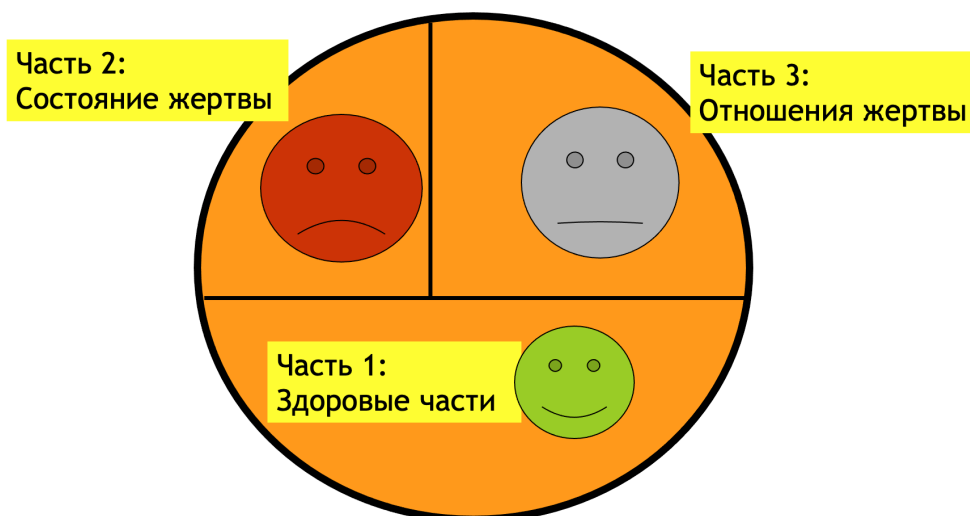 Часть 2:
Состояние жертвы
Часть 3:
Отношения жертвы
Часть 1:
Здоровые части